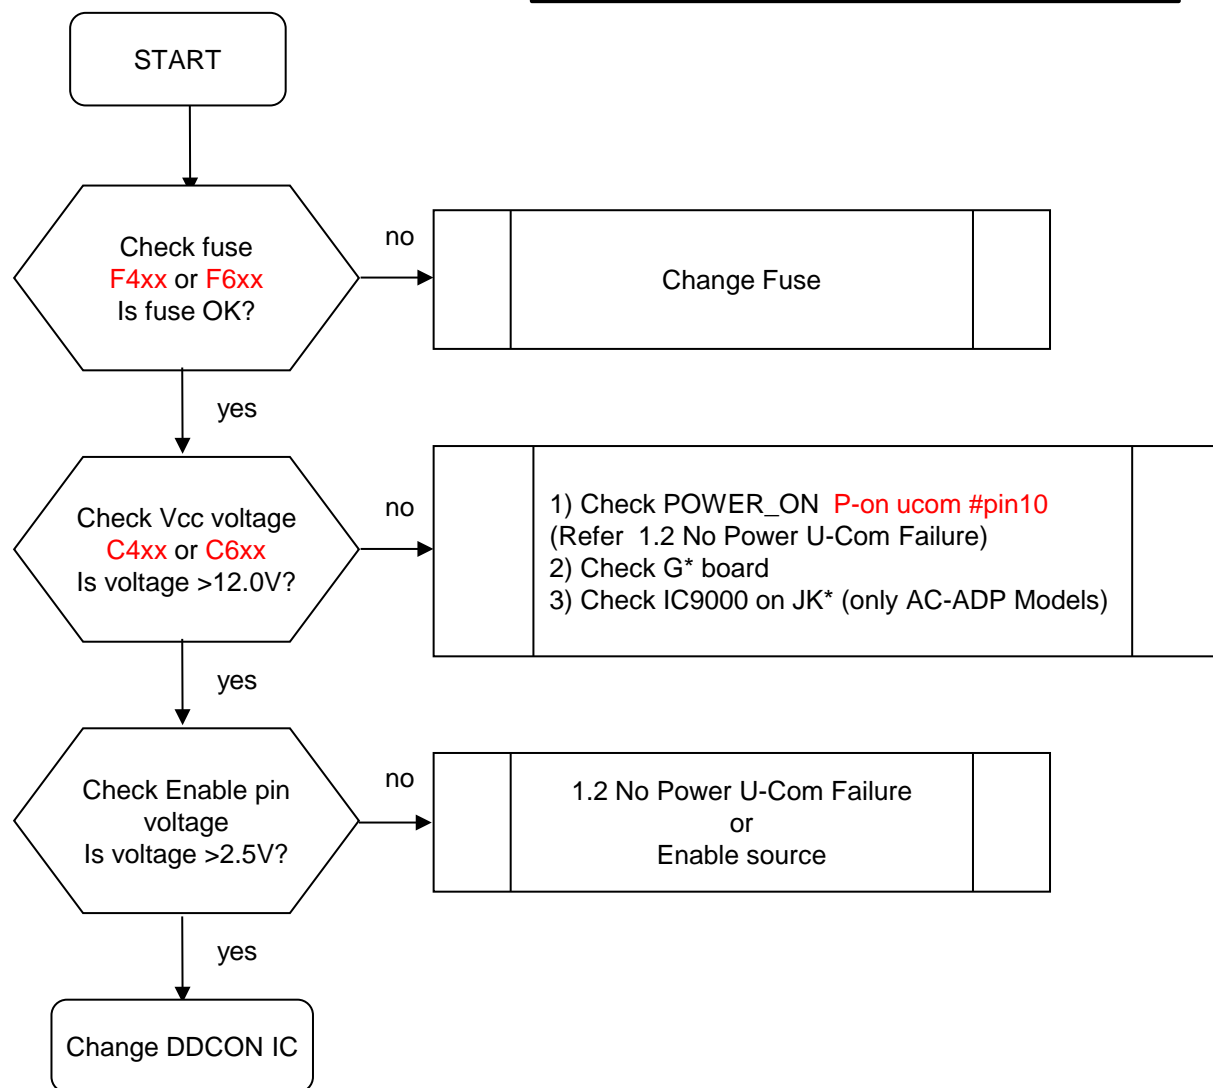 START
Check fuse
F4xx or F6xx
Is fuse OK?
no
Change Fuse
yes
Check Vcc voltage
C4xx or C6xx
Is voltage >12.0V?
no
1) Check POWER_ON P-on ucom #pin10
(Refer 1.2 No Power U-Com Failure)
2) Check G* board
3) Check IC9000 on JK* (only AC-ADP Models)
yes
Check Enable pin
voltage
Is voltage >2.5V?
no
1.2 No Power U-Com Failure
or
Enable source
yes
Change DDCON IC